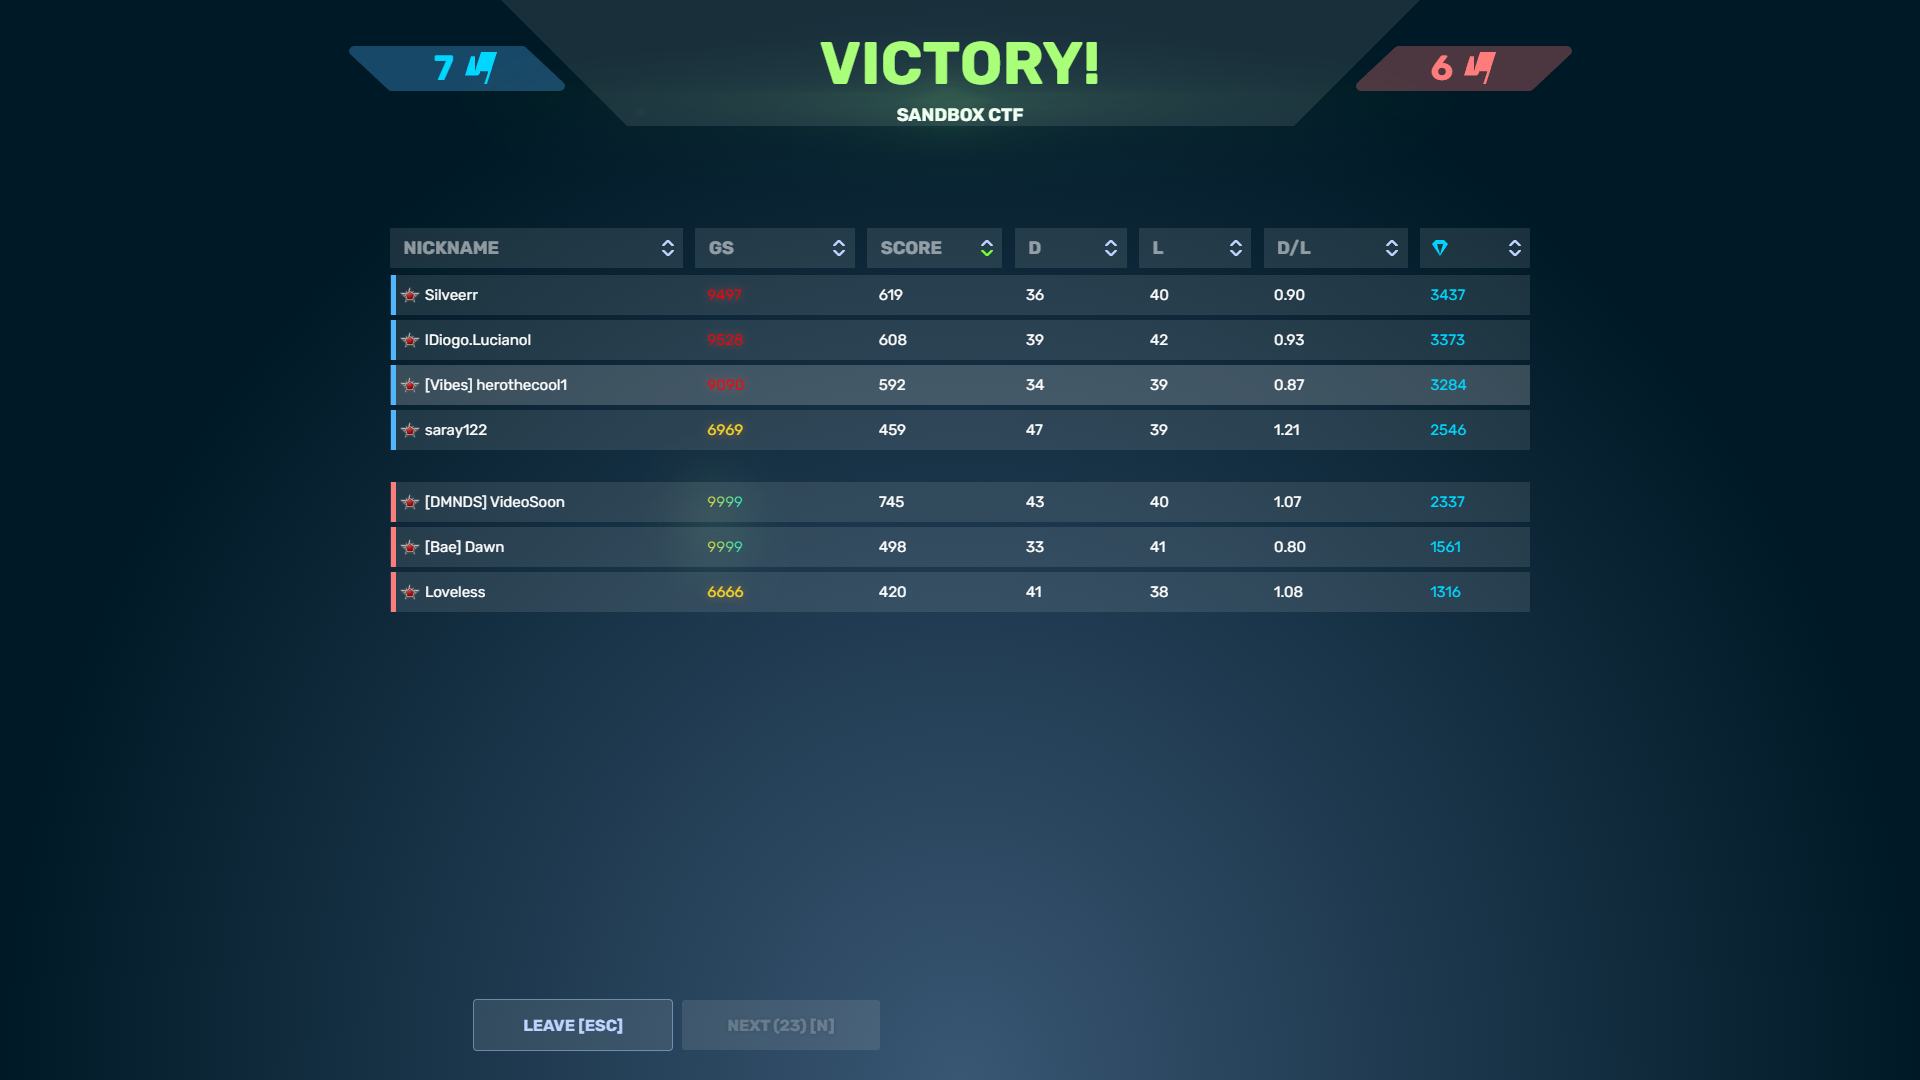 7
VICTORY!
6
SANDBOX CTF
NICKNAME GS SCORE D L D/L
Silveerr 9497 619 36 40 0.90 3437
IDiogo.Lucianol 9528 608 39 42 0.93 3373
[Vibes] herothecool1 9090 592 34 39 0.87 3284
saray122 6969 459 47 39 1.21 2546
[DMNDS] VideoSoon 9999 745 43 40 1.07 2337
[Bae] Dawn 9999 498 33 41 0.80 1561
Loveless 6666 420 41 38 1.08 1316
LEAVE [ESC] NEXT (23) [N]